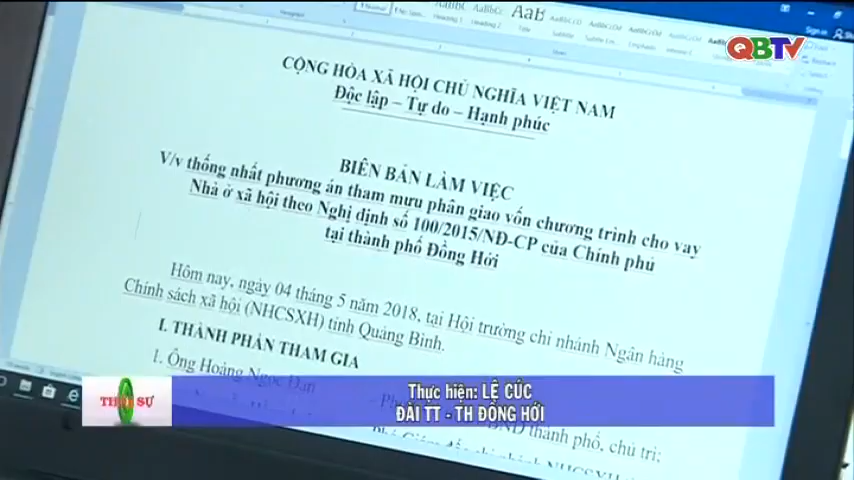 QBTV
CỘNG HÒA XÃ HỘI CHỦ NGHĨA VIỆT NAM
Độc lập – Tự do – Hạnh phúc
BIÊN BẢN LÀM VIỆC
V/v thống nhất phương án tham mưu phân giao vốn chương trình cho vay
Nhà ở xã hội theo Nghị định số 100/2015/NĐ-CP của Chính phủ
tại thành phố Đồng Hới
Hôm nay, ngày 04 tháng 5 năm 2018, tại Hội trường chi nhánh Ngân hàng
Chính sách xã hội (NHCSXH) tỉnh Quảng Bình.
I. THÀNH PHẦN THAM GIA
1. Ông Hoàng Ngọc Đan
thành phố, chủ trì;
THỜI SỰ
Thực hiện: LỆ CÚC
ĐÀI TT - TH ĐỒNG HỚI